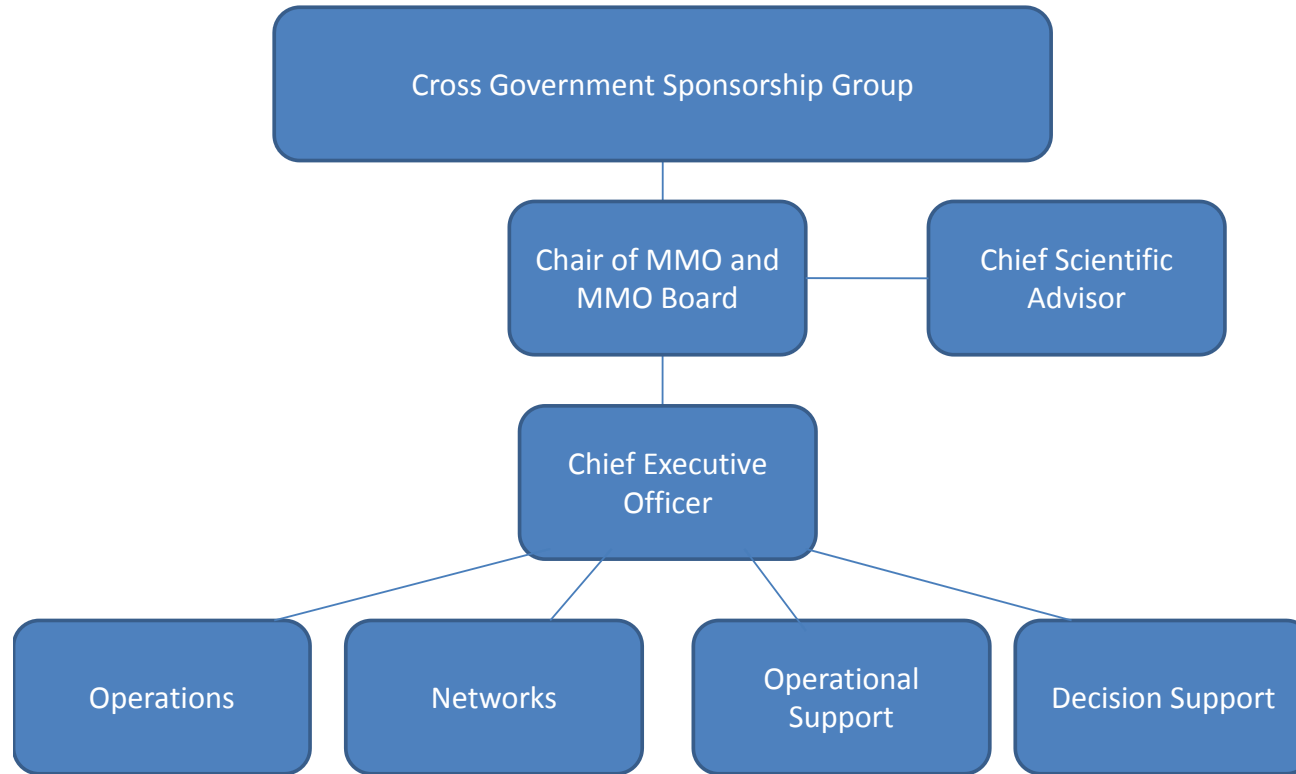 Cross Government Sponsorship Group
Chair of MMO and
MMO Board
Chief Scientific
Advisor
Chief Executive
Officer
Operations
Networks
Operational
Support
Decision Support